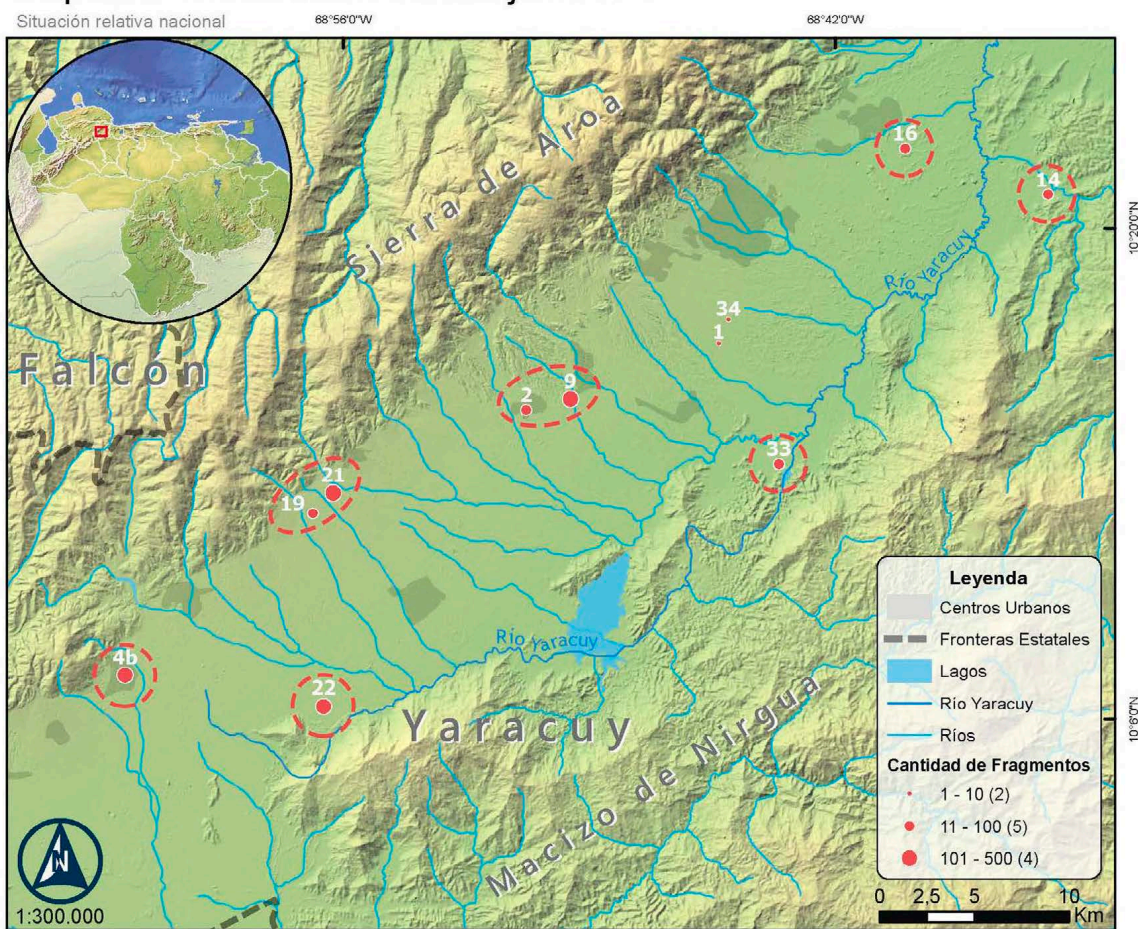 Situación relativa nacional
68°56'0"W
68°42'0"W
Sierra de Aroa
16
14
10°20'0"N
Río Yaracuy
34
1
Falcón
9
2
33
21
19
4b
22
Río Yaracuy
Yaracuy
Macizo de Nirgua
10°6'0"N
Leyenda
Centros Urbanos
Fronteras Estatales
Lagos
Río Yaracuy
Ríos
Cantidad de Fragmentos
1 - 10 (2)
11 - 100 (5)
101 - 500 (4)
N
1:300.000
0 2,5 5 10
Km